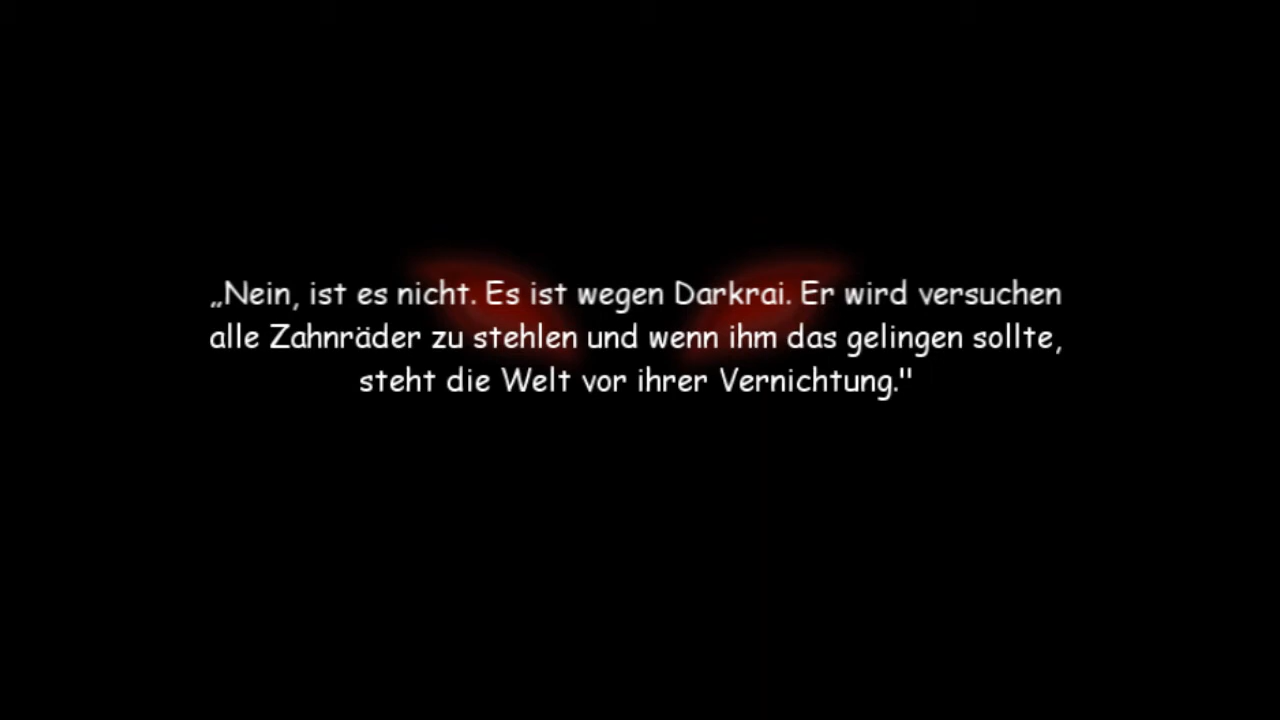 „Nein, ist es nicht. Es ist wegen Darkrai. Er wird versuchen
alle Zahnräder zu stehlen und wenn ihm das gelingen sollte,
steht die Welt vor ihrer Vernichtung."